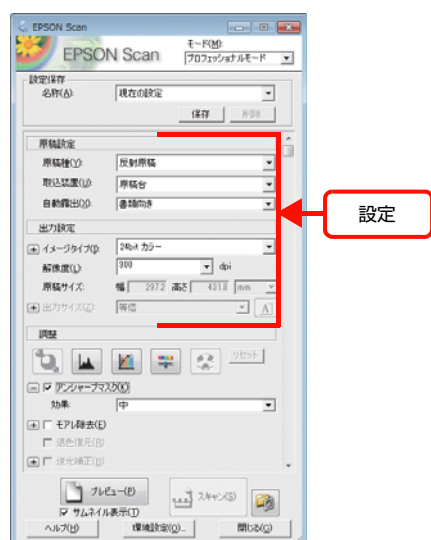 EPSON Scan
EPSON Scan
モード(M):
プロフェッショナルモード
設定保存
名称(A):
現在の設定
保存
削除
原稿設定
原稿種(Y):
反射原稿
取込装置(U):
原稿台
自動露出(X):
書類向き
出力設定
イメージタイプ(I):
24bit カラー
解像度(L):
300
dpi
原稿サイズ:
幅 297.2 高さ 431.8 mm
出力サイズ(Z):
等倍
設定
調整
リセット
アンシャープマスク(K)
効果:
中
モアレ除去(E)
退色復元(R)
逆光補正(B)
プレビュー(P)
スキャン(S)
サムネイル表示(T)
ヘルプ(H)
環境設定(O)...
閉じる(C)